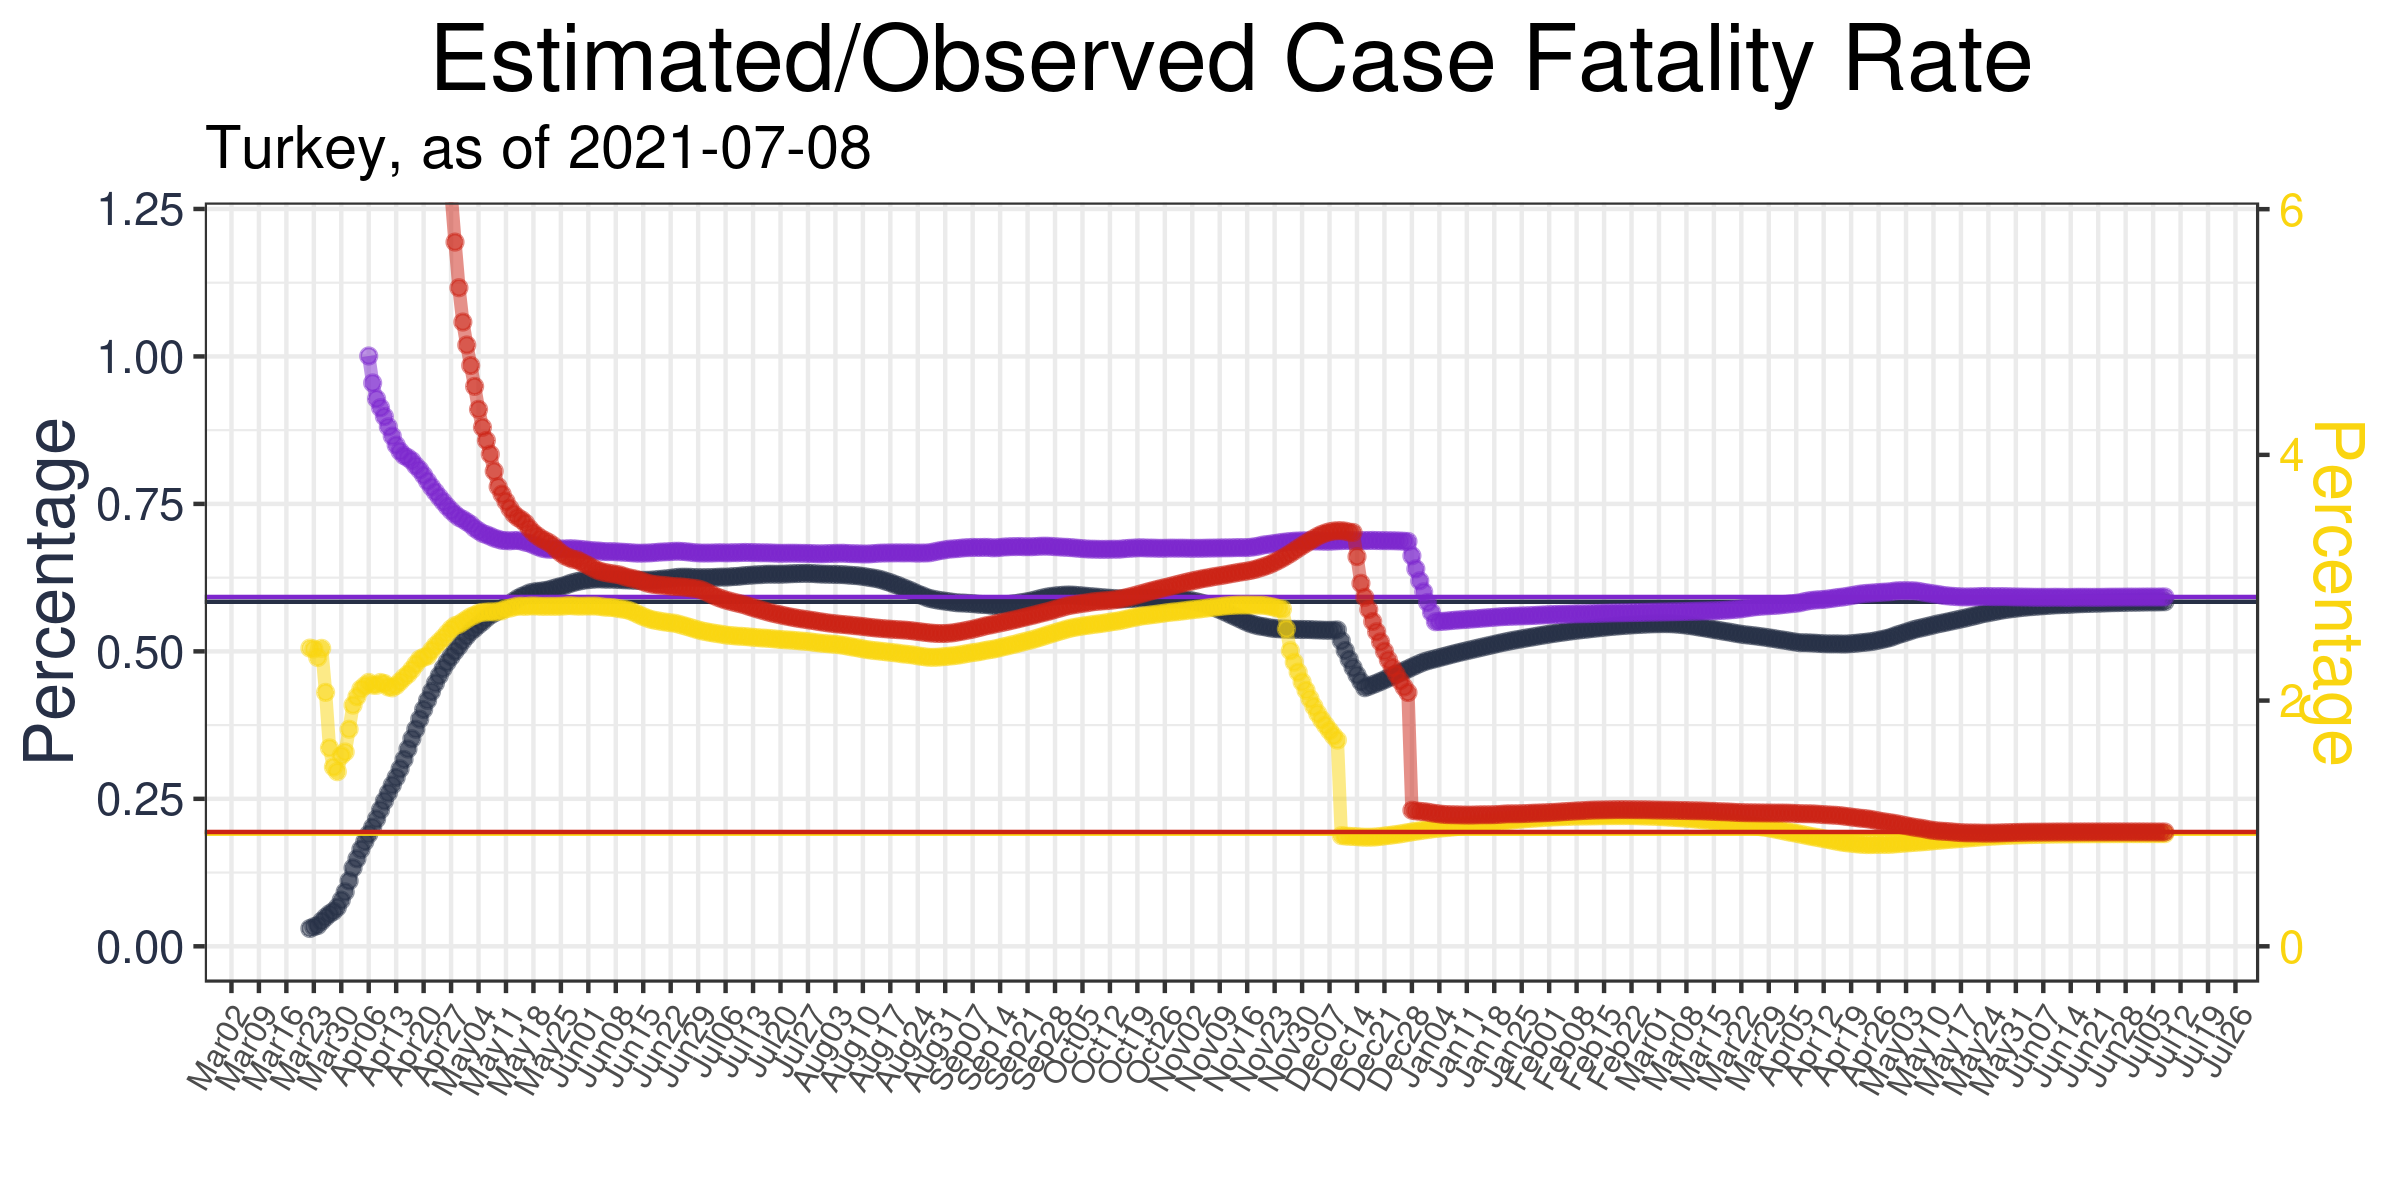 Estimated/Observed Case Fatality Rate
Turkey, as of 2021-07-08
Percentage
1.25
1.00
0.75
0.50
0.25
0.00
6
4
2
0
Percentage
Mar02
Mar09
Mar16
Mar23
Mar30
Apr06
Apr13
Apr20
Apr27
May04
May11
May18
May25
Jun01
Jun08
Jun15
Jun22
Jun29
Jul06
Jul13
Jul20
Jul27
Aug03
Aug10
Aug17
Aug24
Aug31
Sep07
Sep14
Sep21
Sep28
Oct05
Oct12
Oct19
Oct26
Nov02
Nov09
Nov16
Nov23
Nov30
Dec07
Dec14
Dec21
Dec28
Jan04
Jan11
Jan18
Jan25
Feb01
Feb08
Feb15
Feb22
Mar01
Mar08
Mar15
Mar22
Mar29
Apr05
Apr12
Apr19
Apr26
May03
May10
May17
May24
May31
Jun07
Jun14
Jun21
Jun28
Jul05
Jul12
Jul19
Jul26